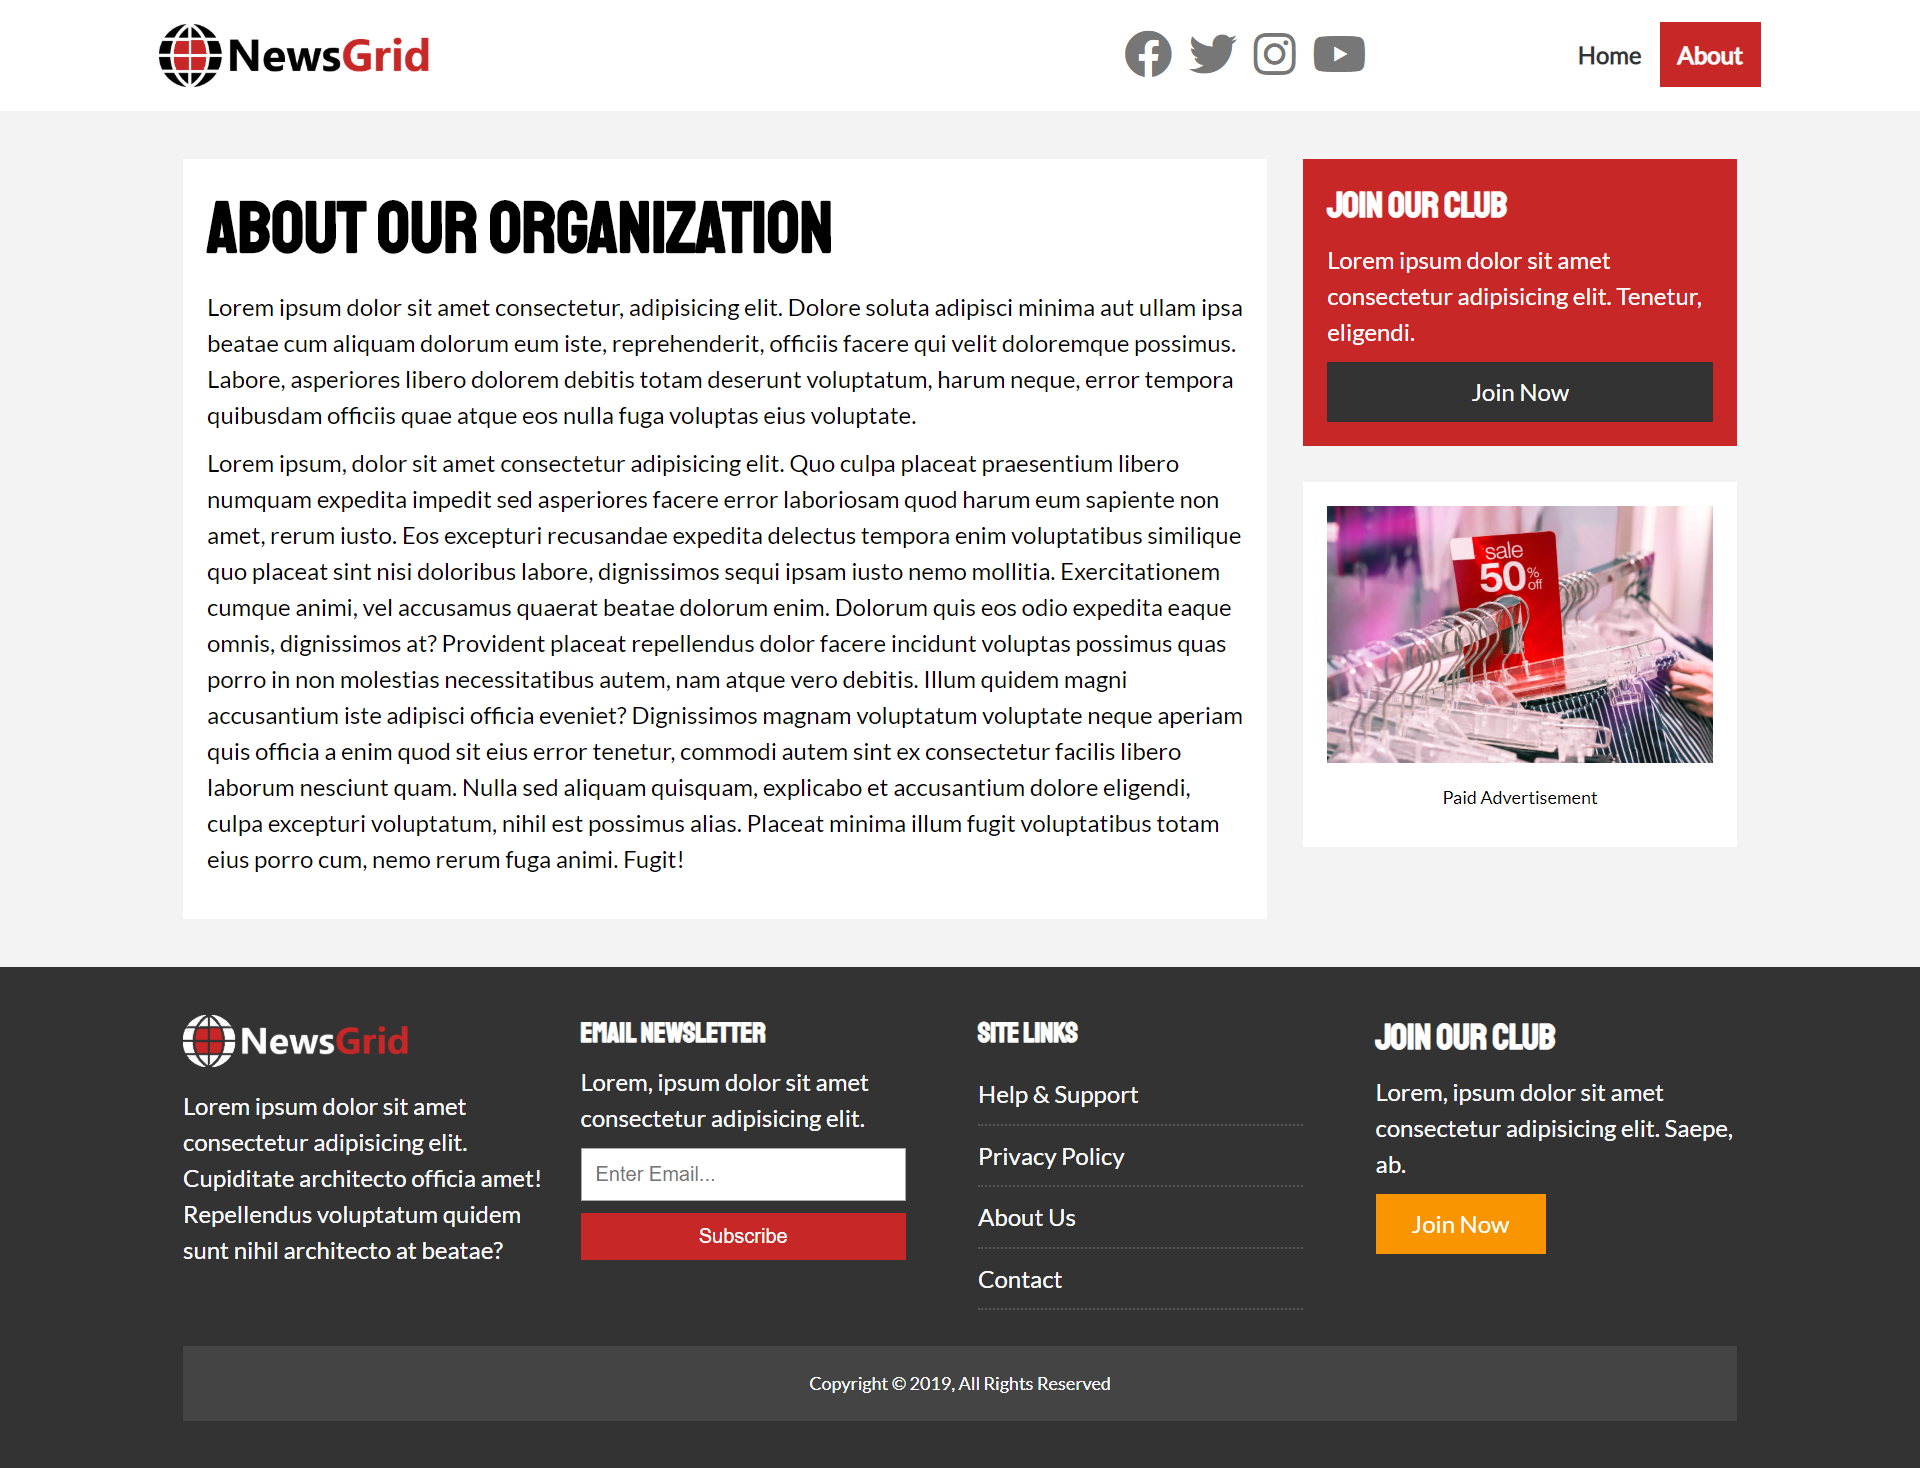 NewsGrid
Home
About
ABOUT OUR ORGANIZATION
Lorem ipsum dolor sit amet consectetur, adipisicing elit. Dolore soluta adipisci minima aut ullam ipsa
beatae cum aliquam dolorum eum iste, reprehenderit, officiis facere qui velit doloremque possimus.
Labore, asperiores libero dolorem debitis totam deserunt voluptatum, harum neque, error tempora
quibusdam officiis quae atque eos nulla fuga voluptas eius voluptate.
Lorem ipsum, dolor sit amet consectetur adipisicing elit. Quo culpa placeat praesentium libero
numquam expedita impedit sed asperiores facere error laboriosam quod harum eum sapiente non
amet, rerum iusto. Eos excepturi recusandae expedita delectus tempora enim voluptatibus similique
quo placeat sint nisi doloribus labore, dignissimos sequi ipsam iusto nemo mollitia. Exercitationem
cumque animi, vel accusamus quaerat beatae dolorum enim. Dolorum quis eos odio expedita eaque
omnis, dignissimos at? Provident placeat repellendus dolor facere incidunt voluptas possimus quas
porro in non molestias necessitatibus autem, nam atque vero debitis. Illum quidem magni
accusantium iste adipisci officia eveniet? Dignissimos magnam voluptatum voluptate neque aperiam
quis officia a enim quod sit eius error tenetur, commodi autem sint ex consectetur facilis libero
laborum nesciunt quam. Nulla sed aliquam quisquam, explicabo et accusantium dolore eligendi,
culpa excepturi voluptatum, nihil est possimus alias. Placeat minima illum fugit voluptatibus totam
eius porro cum, nemo rerum fuga animi. Fugit!
JOIN OUR CLUB
Lorem ipsum dolor sit amet
consectetur adipisicing elit. Tenetur,
eligendi.
Join Now
sale
50% off
Paid Advertisement
NewsGrid
Lorem ipsum dolor sit amet
consectetur adipisicing elit.
Cupiditate architecto officia amet!
Repellendus voluptatum quidem
sunt nihil architecto at beatae?
EMAIL NEWSLETTER
Lorem, ipsum dolor sit amet
consectetur adipisicing elit.
Enter Email...
Subscribe
SITE LINKS
Help & Support
Privacy Policy
About Us
Contact
JOIN OUR CLUB
Lorem, ipsum dolor sit amet
consectetur adipisicing elit. Saepe,
ab.
Join Now
Copyright © 2019, All Rights Reserved